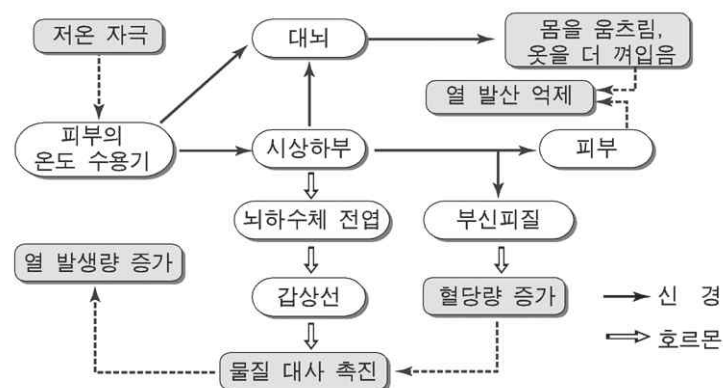 저온 자극
대뇌
몸을 움츠림,
옷을 더 껴입음
열 발산 억제
피부의
온도 수용기
시상하부
피부
뇌하수체 전엽
부신피질
열 발생량 증가
갑상선
혈당량 증가
신 경
호르몬
물질 대사 촉진